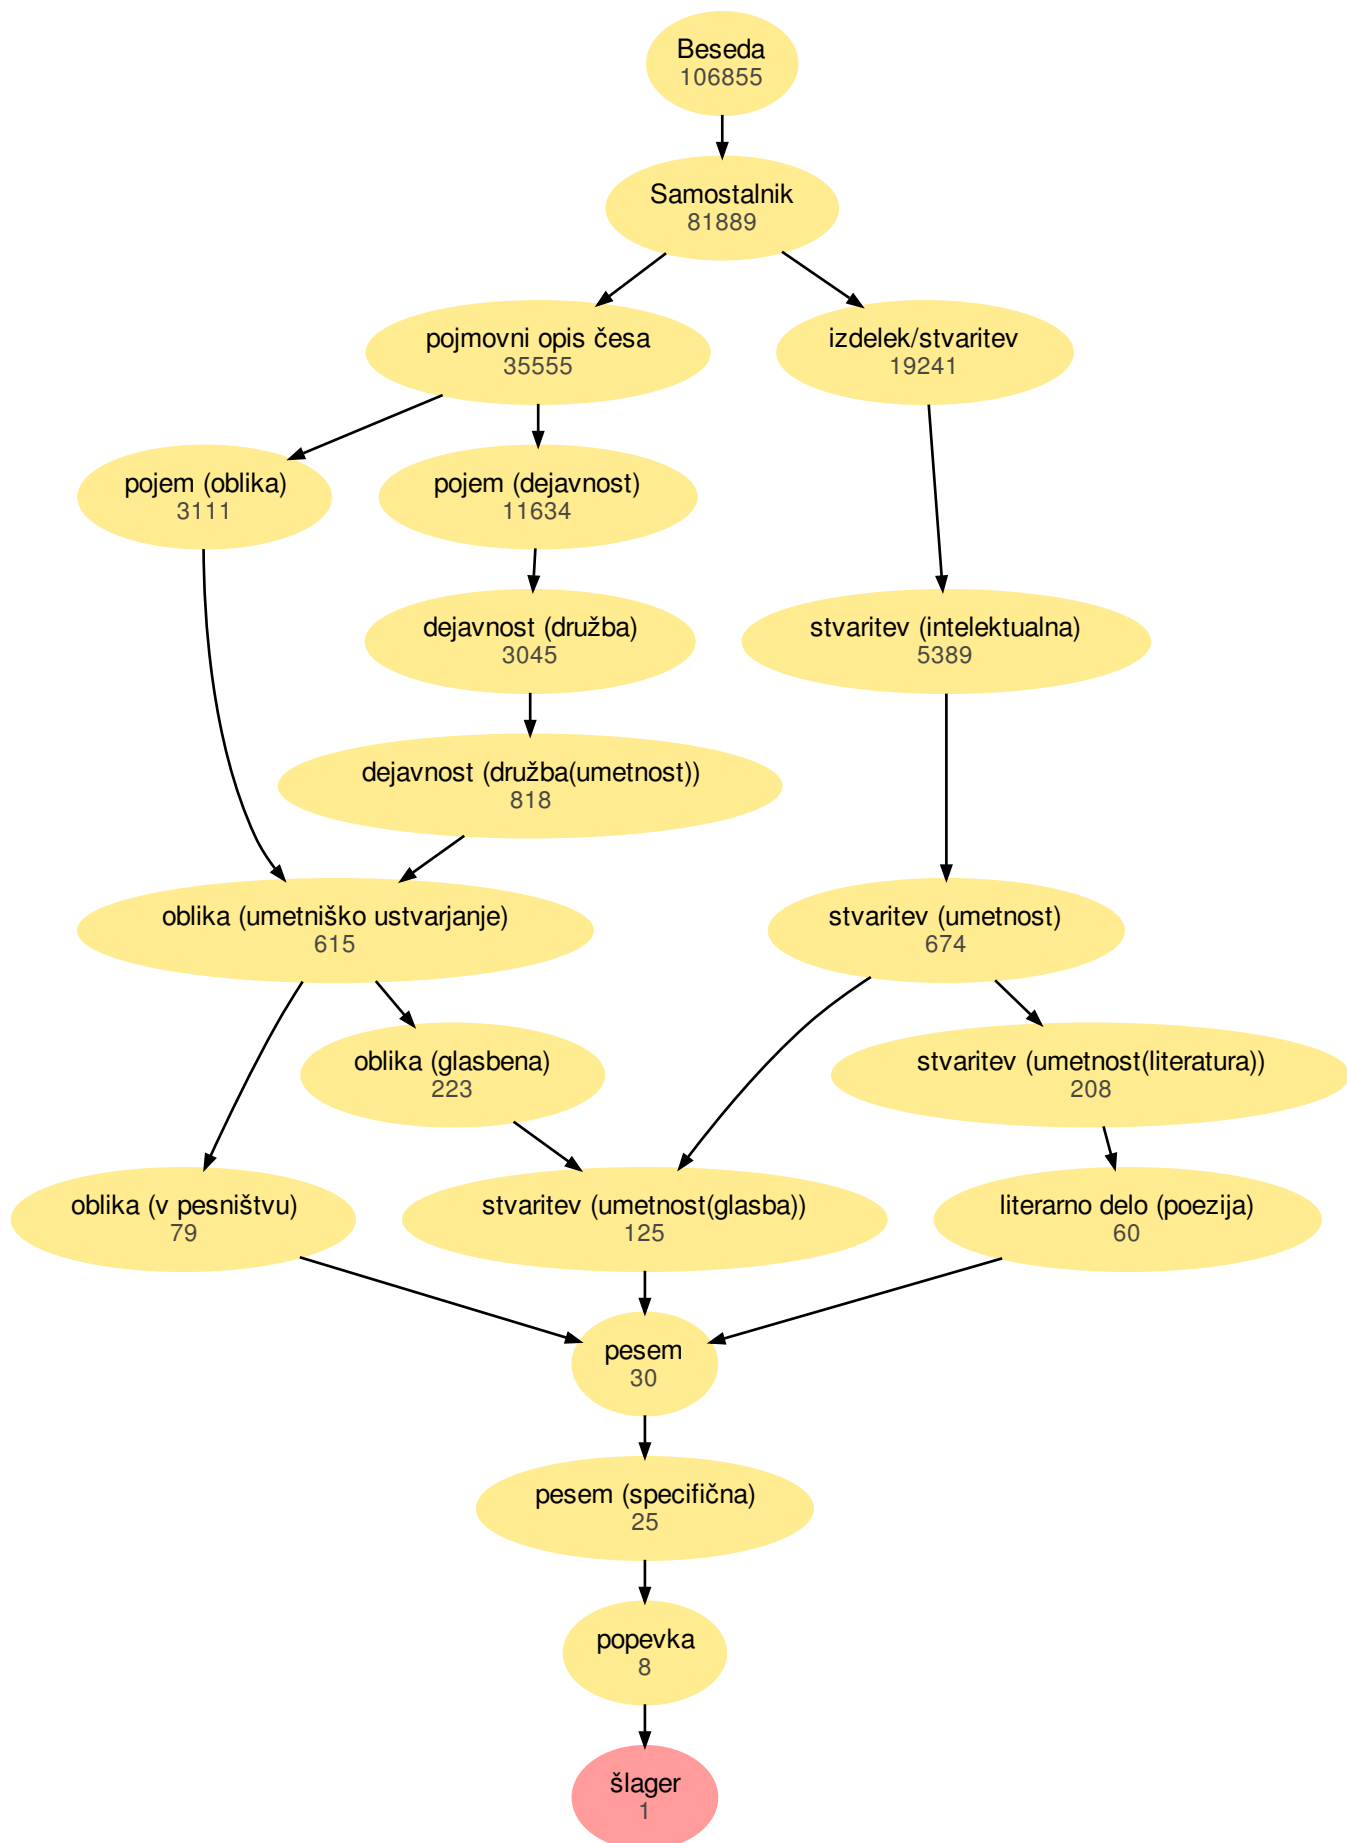 Beseda
106855
Samostalnik
81889
pojmovni opis česa
35555
izdelek/stvaritev
19241
pojem (oblika)
3111
pojem (dejavnost)
11634
dejavnost (družba)
3045
stvaritev (intelektualna)
5389
dejavnost (družba(umetnost))
818
oblika (umetniško ustvarjanje)
615
stvaritev (umetnost)
674
oblika (glasbena)
223
stvaritev (umetnost(literatura))
208
oblika (v pesništvu)
79
stvaritev (umetnost(glasba))
125
literarno delo (poezija)
60
pesem
30
pesem (specifična)
25
popevka
8
šlager
1